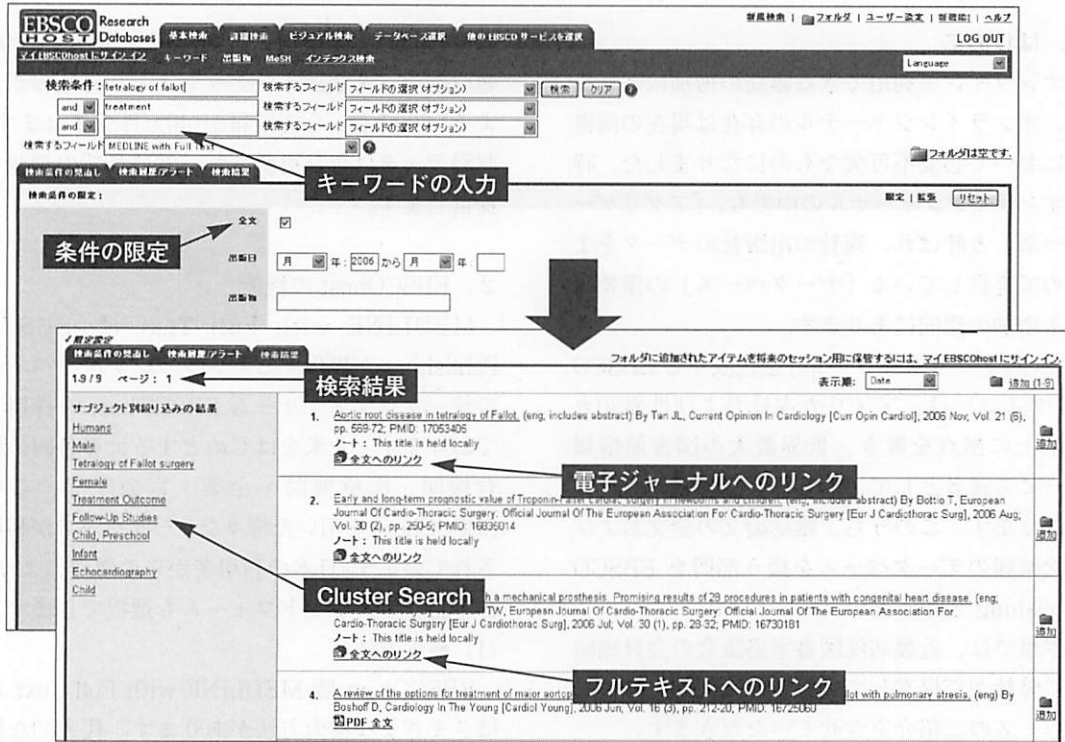 EBSCO HOST Research Databases 基本検索 詳細検索 ビジュアル検索 データベース選択 他の EBSCO サービスを選択
新規検索 | フォルダ | ユーザー設定 | 新機能! | ヘルプ
LOG OUT
マイEBSCOhostにサイン イン キーワード 出版物 MeSH インデックス検索
Language
検索条件: tetralogy of fallot 検索するフィールド フィールドの選択 (オプション) 検索 クリア
and treatment 検索するフィールド フィールドの選択 (オプション)
and 検索するフィールド フィールドの選択 (オプション)
検索するフィールド MEDLINE with Full Text
フォルダは空です.
検索条件の見直し 検索履歴/アラート 検索結果
キーワードの入力
検索条件の限定:
限定 | 拡張 リセット
条件の限定
全文
出版日 月 年: 2006 から 月 年:
出版物
限定設定
検索条件の見直し 検索履歴/アラート 検索結果
フォルダに追加されたアイテムを将来のセッション用に保管するには、マイ EBSCOhost にサイン イン.
1-9 / 9 ページ: 1
検索結果
表示順: Date 追加 (1-9)
サブジェクト別絞り込みの結果
Humans
Male
Tetralogy of Fallot surgery
Female
Treatment Outcome
Follow-Up Studies
Child, Preschool
Infant
Echocardiography
Child
Cluster Search
1. Aortic root disease in tetralogy of Fallot. (eng, includes abstract) By Tan JL, Current Opinion In Cardiology [Curr Opin Cardiol], 2006 Nov; Vol. 21 (6),
pp. 569-72; PMID: 17053405
ノート: This title is held locally
全文へのリンク
追加
電子ジャーナルへのリンク
2. Early and long-term prognostic value of Troponin-I after cardiac surgery in newborns and children. (eng, includes abstract) By Bottio T, European
Journal Of Cardio-Thoracic Surgery: Official Journal Of The European Association For Cardio-Thoracic Surgery [Eur J Cardiothorac Surg], 2006 Aug;
Vol. 30 (2), pp. 250-5; PMID: 16835014
ノート: This title is held locally
全文へのリンク
追加
h a mechanical prosthesis. Promising results of 28 procedures in patients with congenital heart disease. (eng,
TW, European Journal Of Cardio-Thoracic Surgery: Official Journal Of The European Association For
Cardio-Thoracic Surgery [Eur J Cardiothorac Surg], 2006 Jul; Vol. 30 (1), pp. 28-32; PMID: 16730181
ノート: This title is held locally
全文へのリンク
追加
フルテキストへのリンク
4. A review of the options for treatment of major aortop llot with pulmonary atresia. (eng) By
Boshoff D, Cardiology In The Young [Cardiol Young], 2006 Jun; Vol. 16 (3), pp. 212-20; PMID: 16725060
PDF 全文
追加